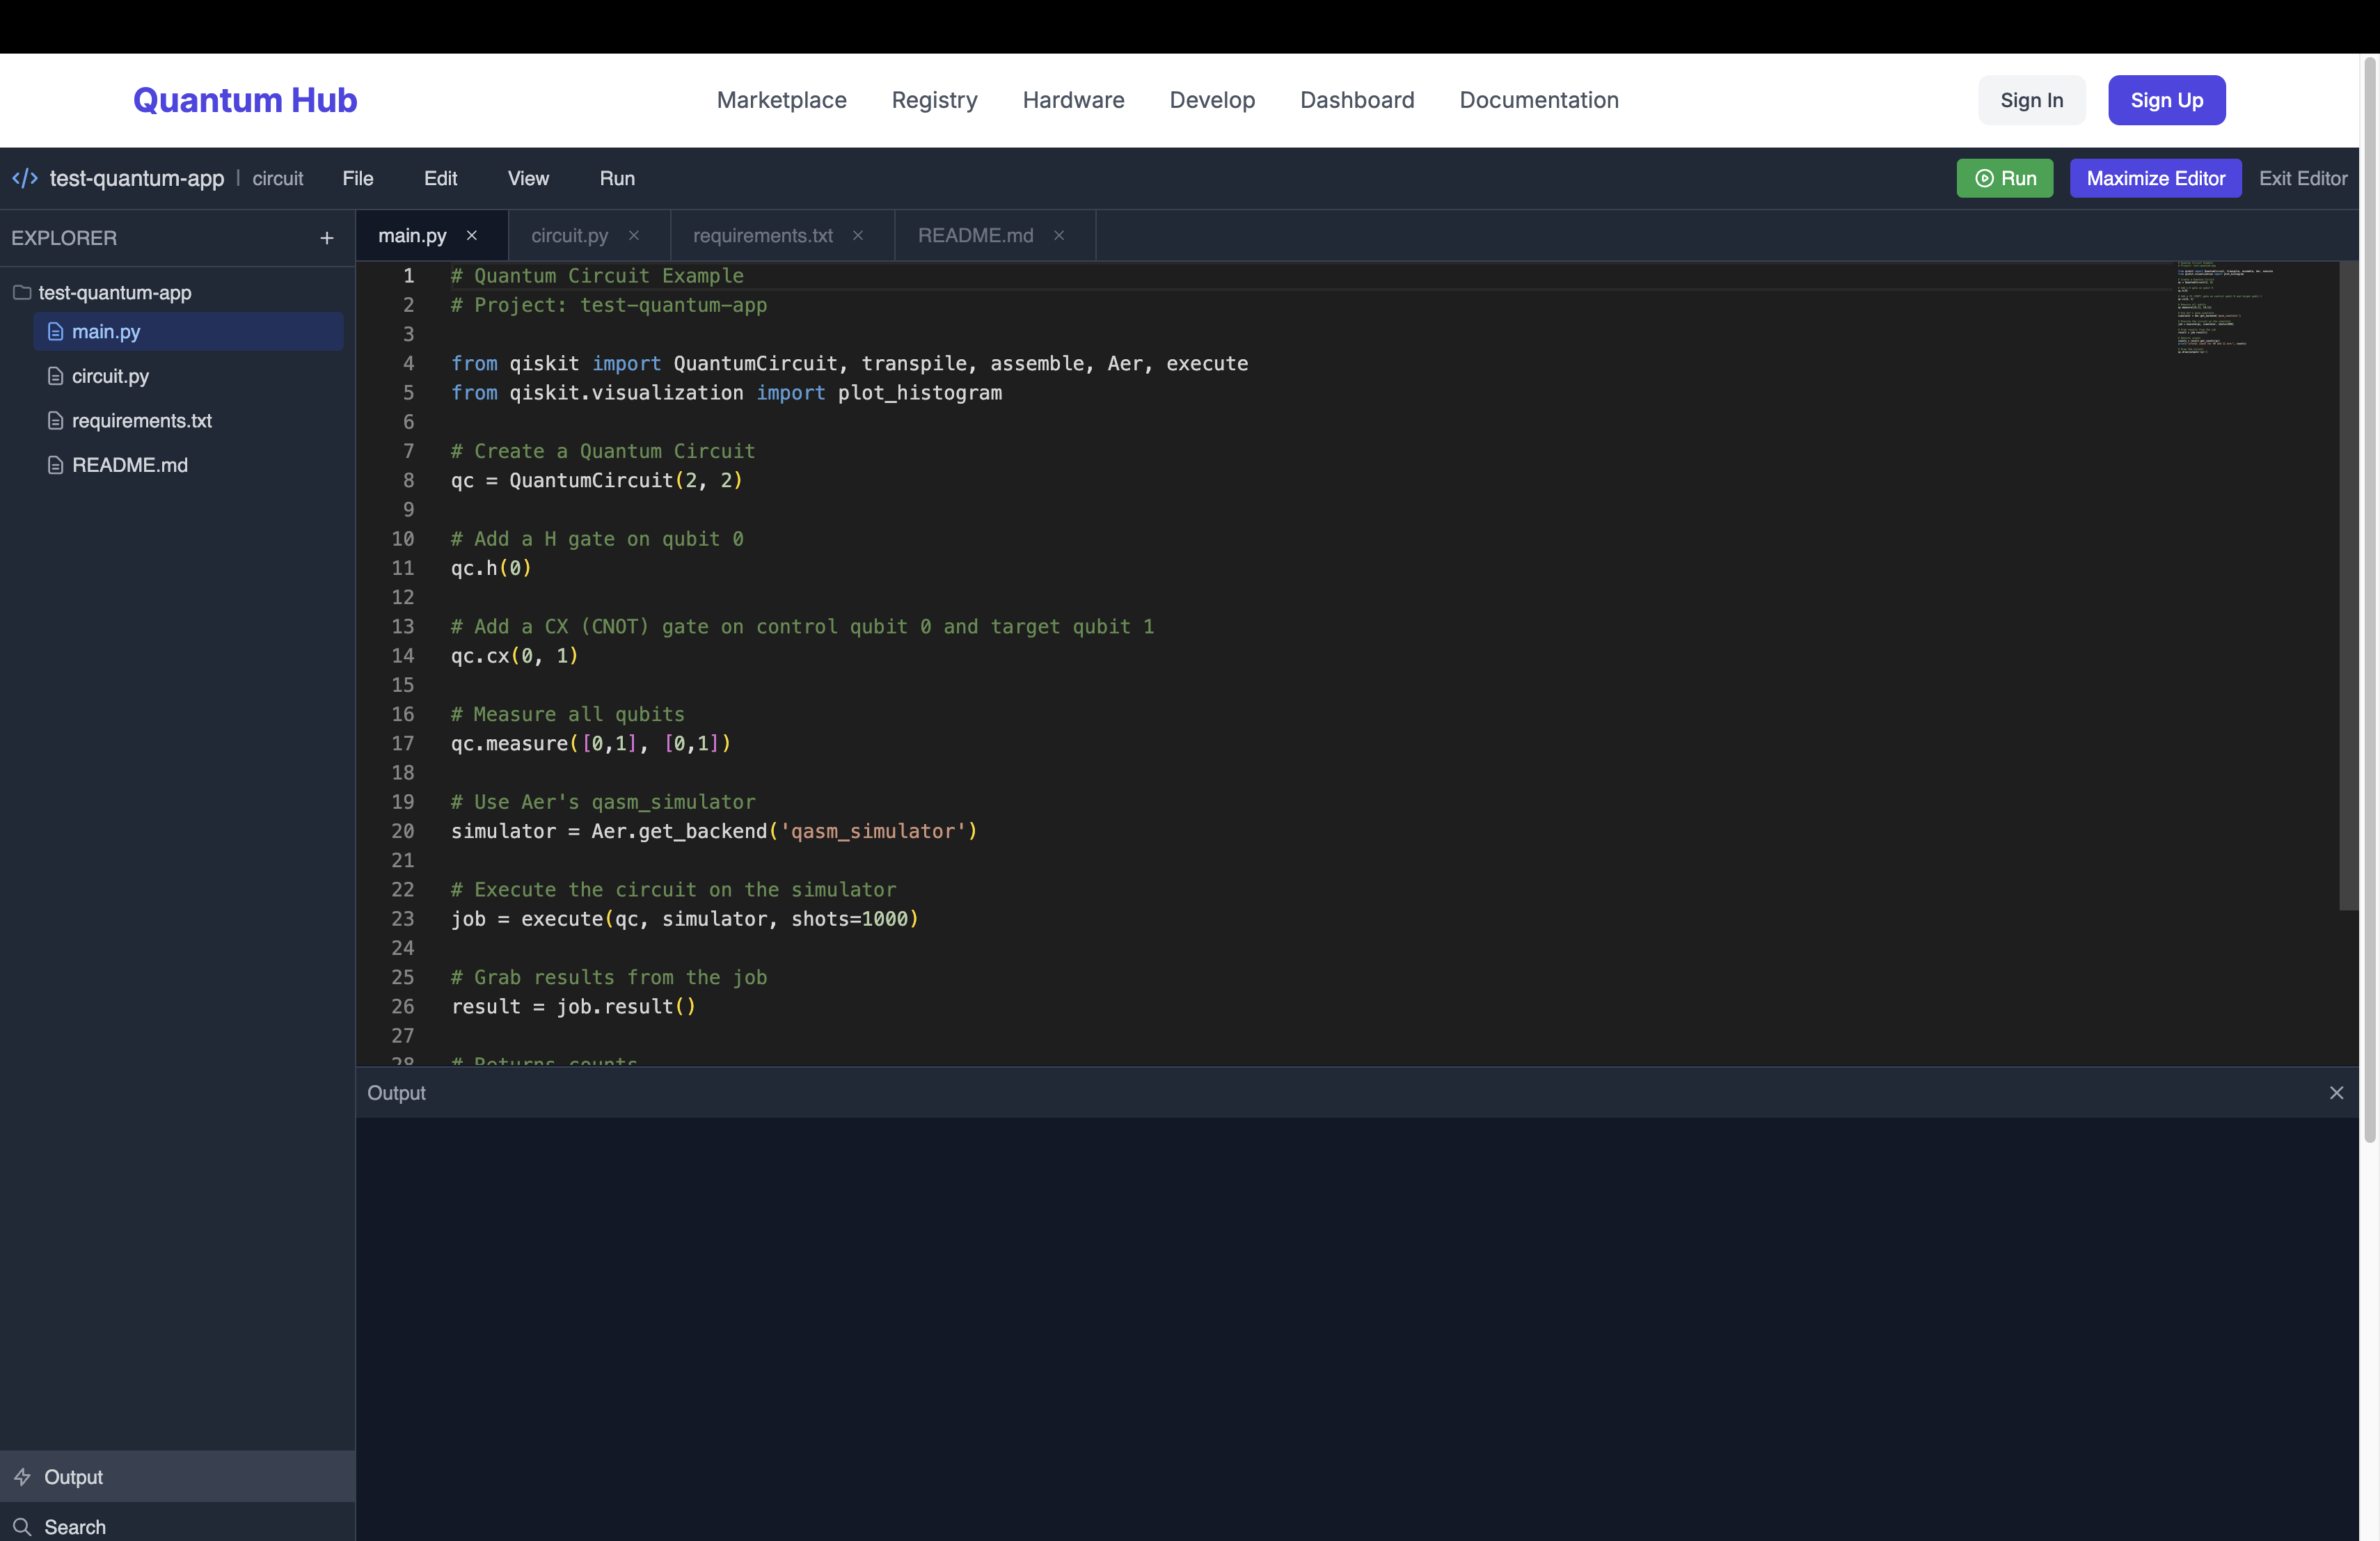 Quantum Hub
Marketplace
Registry
Hardware
Develop
Dashboard
Documentation
Sign In
Sign Up
test-quantum-app | circuit
File
Edit
View
Run
Run
Maximize Editor
Exit Editor
EXPLORER
+
test-quantum-app
main.py
circuit.py
requirements.txt
README.md
main.py ×
circuit.py ×
requirements.txt ×
README.md ×
1 # Quantum Circuit Example
2 # Project: test-quantum-app
3
4 from qiskit import QuantumCircuit, transpile, assemble, Aer, execute
5 from qiskit.visualization import plot_histogram
6
7 # Create a Quantum Circuit
8 qc = QuantumCircuit(2, 2)
9
10 # Add a H gate on qubit 0
11 qc.h(0)
12
13 # Add a CX (CNOT) gate on control qubit 0 and target qubit 1
14 qc.cx(0, 1)
15
16 # Measure all qubits
17 qc.measure([0,1], [0,1])
18
19 # Use Aer's qasm_simulator
20 simulator = Aer.get_backend('qasm_simulator')
21
22 # Execute the circuit on the simulator
23 job = execute(qc, simulator, shots=1000)
24
25 # Grab results from the job
26 result = job.result()
27
28 # Returns counts
Output
Output
Search